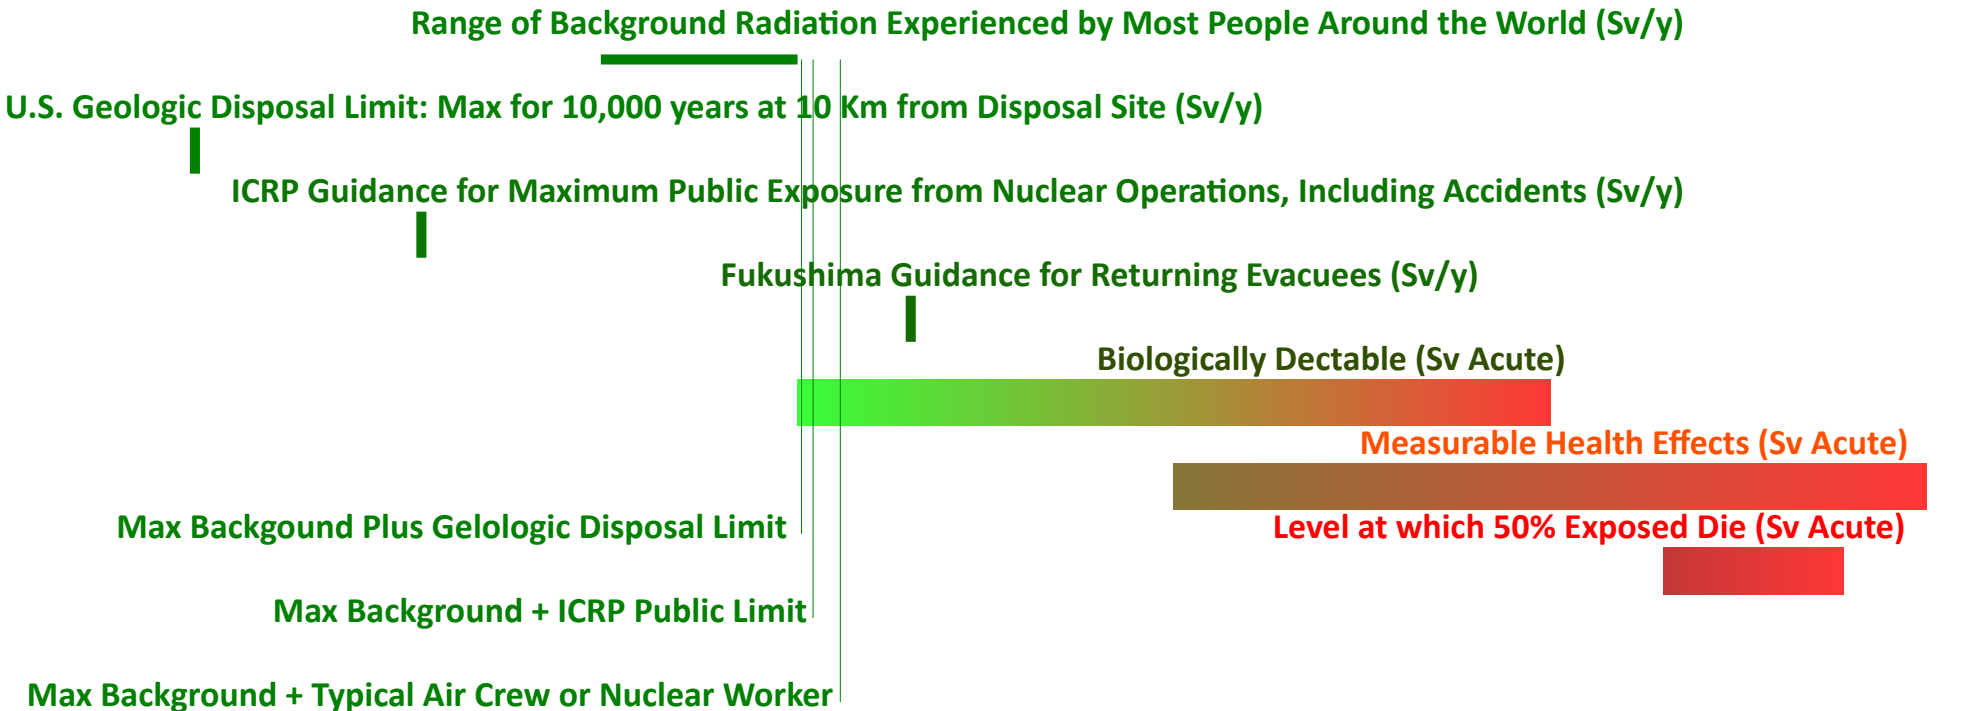 Range of Background Radiation Experienced by Most People Around the World (Sv/y)
U.S. Geologic Disposal Limit: Max for 10,000 years at 10 Km from Disposal Site (Sv/y)
ICRP Guidance for Maximum Public Exposure from Nuclear Operations, Including Accidents (Sv/y)
Fukushima Guidance for Returning Evacuees (Sv/y)
Biologically Dectable (Sv Acute)
Measurable Health Effects (Sv Acute)
Max Backgound Plus Gelologic Disposal Limit
Level at which 50% Exposed Die (Sv Acute)
Max Background + ICRP Public Limit
Max Background + Typical Air Crew or Nuclear Worker